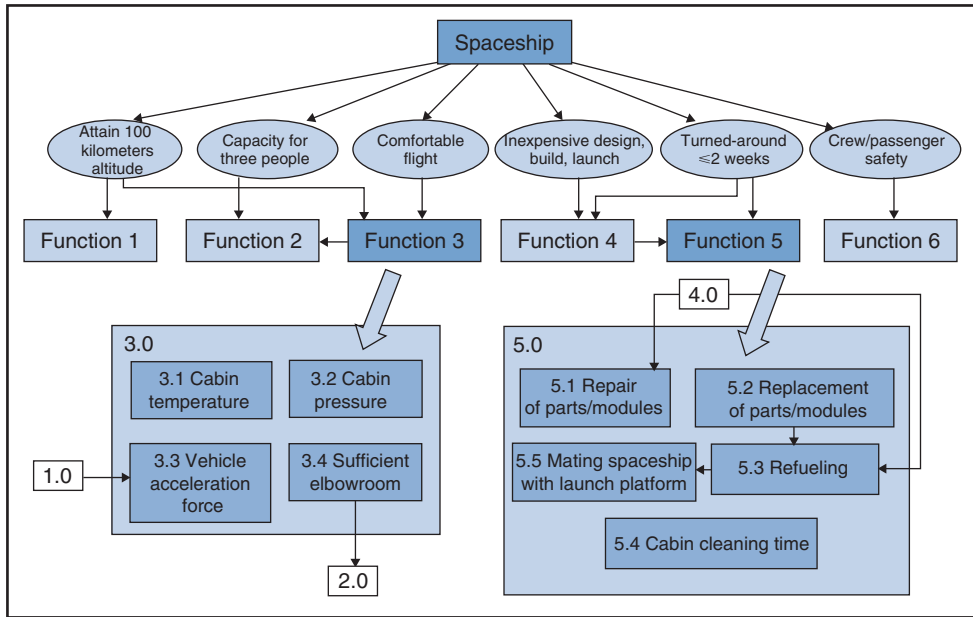 Spaceship
Attain 100
kilometers
altitude
Capacity for
three people
Comfortable
flight
Inexpensive design,
build, launch
Turned-around
≤2 weeks
Crew/passenger
safety
Function 1
Function 2
Function 3
Function 4
Function 5
Function 6
4.0
3.0
3.1 Cabin
temperature
3.2 Cabin
pressure
1.0
3.3 Vehicle
acceleration
force
3.4 Sufficient
elbowroom
2.0
5.0
5.1 Repair
of parts/modules
5.2 Replacement
of parts/modules
5.5 Mating spaceship
with launch platform
5.3 Refueling
5.4 Cabin cleaning time